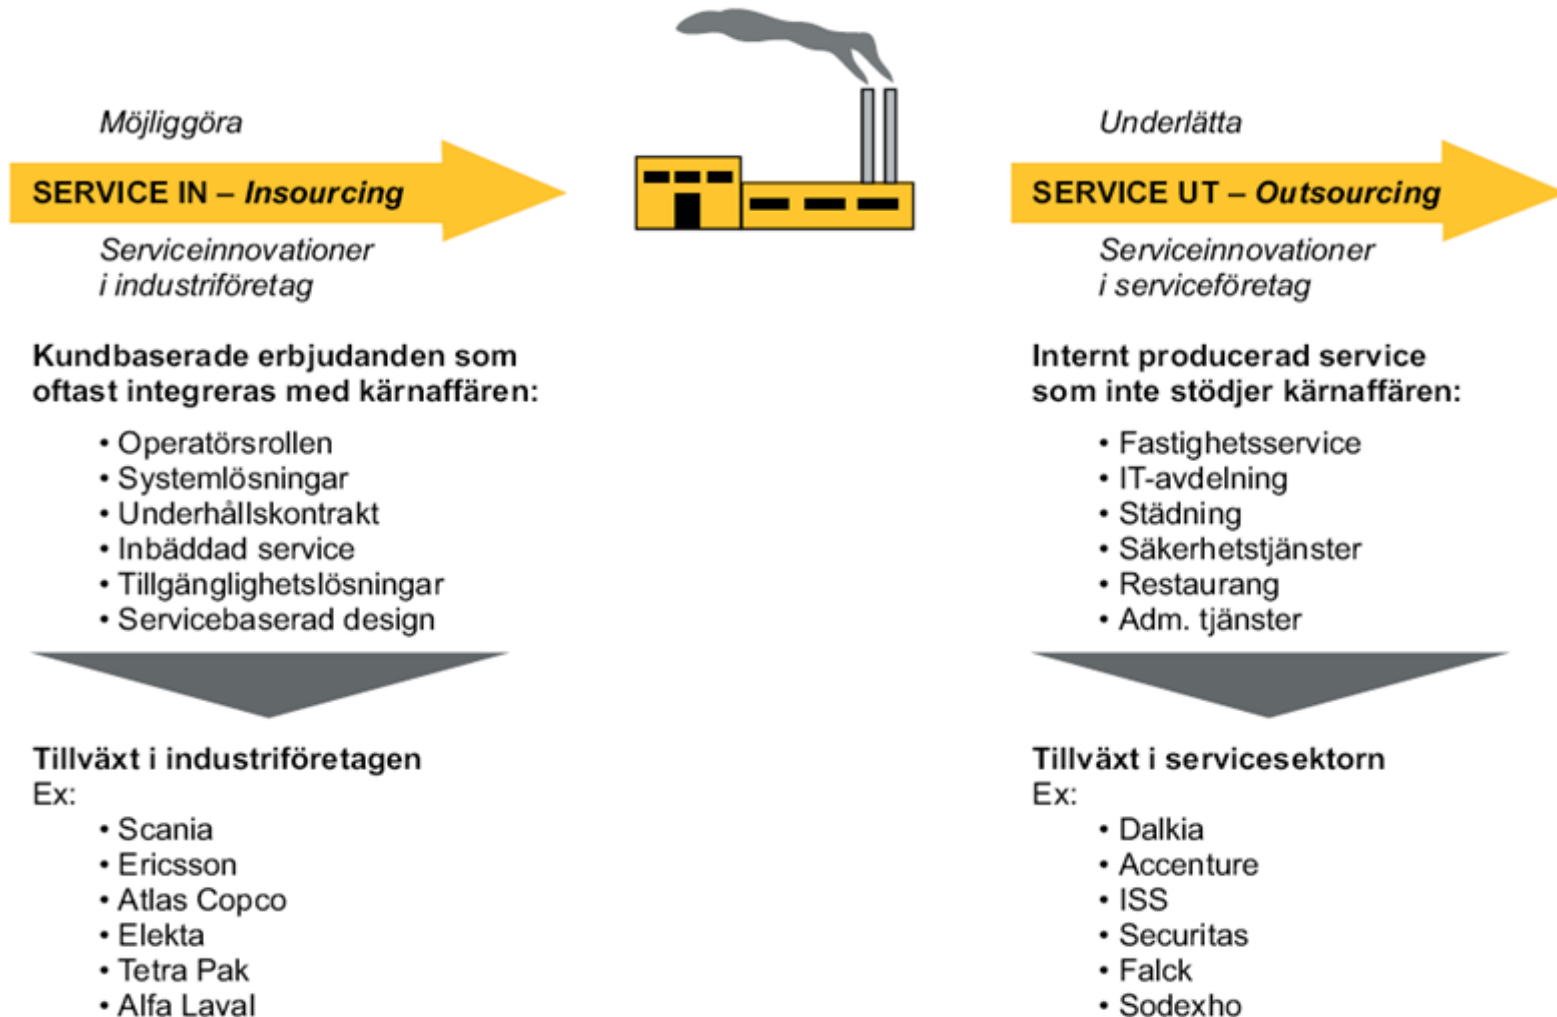 Möjliggöra
SERVICE IN – Insourcing
Serviceinnovationer
i industriföretag
Kundbaserade erbjudanden som
oftast integreras med kärnaffären:
• Operatörsrollen
• Systemlösningar
• Underhållskontrakt
• Inbäddad service
• Tillgänglighetslösningar
• Servicebaserad design
Tillväxt i industriföretagen
Ex:
• Scania
• Ericsson
• Atlas Copco
• Elekta
• Tetra Pak
• Alfa Laval
Underlätta
SERVICE UT – Outsourcing
Serviceinnovationer
i serviceföretag
Internt producerad service
som inte stödjer kärnaffären:
• Fastighetsservice
• IT-avdelning
• Städning
• Säkerhetstjänster
• Restaurang
• Adm. tjänster
Tillväxt i servicesektorn
Ex:
• Dalkia
• Accenture
• ISS
• Securitas
• Falck
• Sodexho